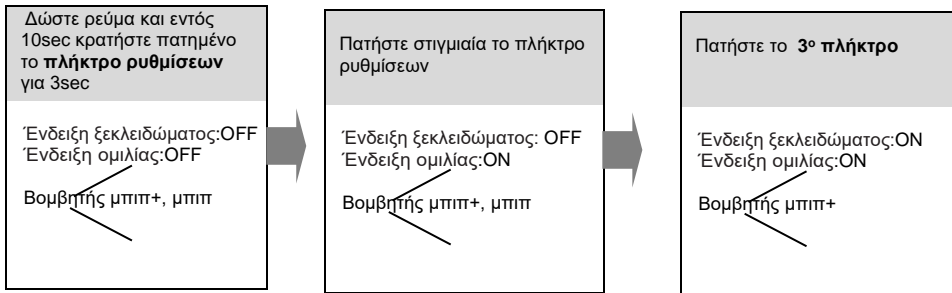 Δώστε ρεύμα και εντός
10sec κρατήστε πατημένο
το πλήκτρο ρυθμίσεων
για 3sec
Ένδειξη ξεκλειδώματος:OFF
Ένδειξη ομιλίας:OFF
Βομβητής μπιπ+, μπιπ
Πατήστε στιγμιαία το πλήκτρο
ρυθμίσεων
Ένδειξη ξεκλειδώματος: OFF
Ένδειξη ομιλίας:ON
Βομβητής μπιπ+, μπιπ
Πατήστε το 3ο πλήκτρο
Ένδειξη ξεκλειδώματος:ON
Ένδειξη ομιλίας:ON
Βομβητής μπιπ+